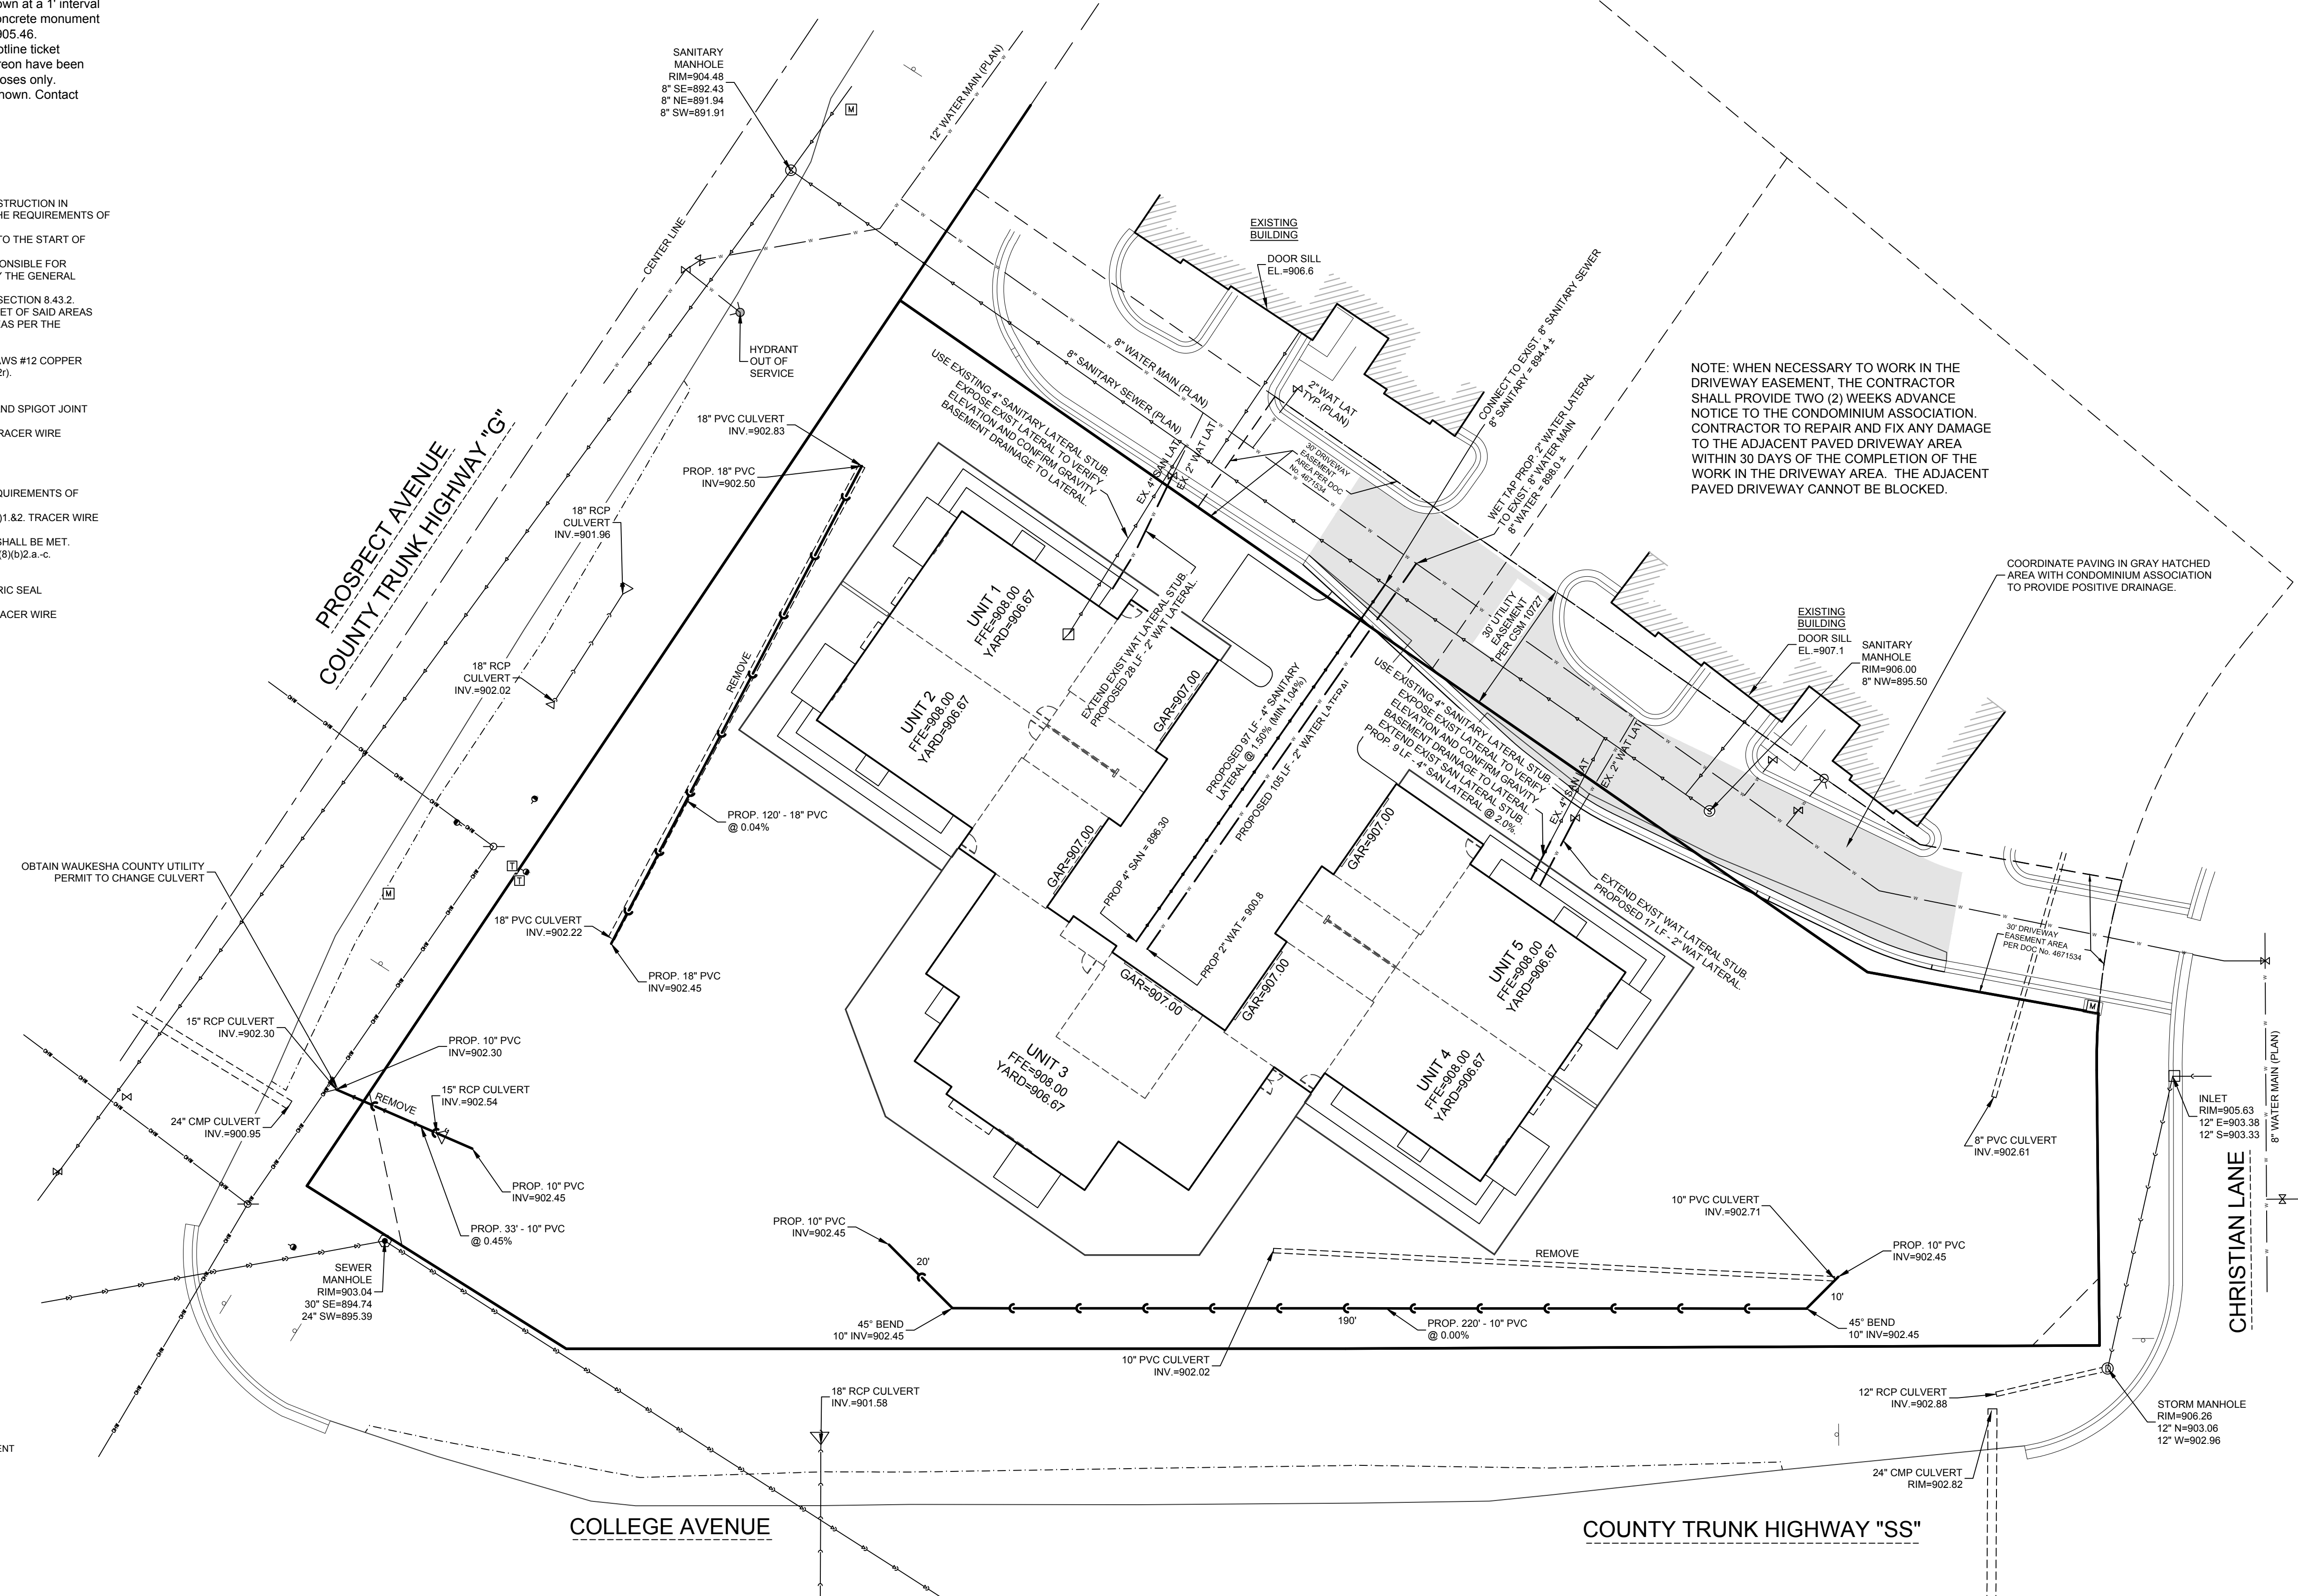 own at a 1' interval
oncrete monument
905.46.
otline ticket
reon have been
oses only.
hown. Contact
STRUCTION IN
HE REQUIREMENTS OF
TO THE START OF
ONSIBLE FOR
Y THE GENERAL
SECTION 8.43.2.
ET OF SAID AREAS
EAS PER THE
AWS #12 COPPER
2r).
ND SPIGOT JOINT
RACER WIRE
QUIREMENTS OF
)1.&2. TRACER WIRE
SHALL BE MET.
(8)(b)2.a.-c.
RIC SEAL
ACER WIRE
ENT
SANITARY
MANHOLE
RIM=904.48
8" SE=892.43
8" NE=891.94
8" SW=891.91
M
12" WATER MAIN (PLAN)
CENTER LINE
EXISTING
BUILDING
DOOR SILL
EL.=906.6
HYDRANT
OUT OF
SERVICE
8" WATER MAIN (PLAN)
8" SANITARY SEWER (PLAN)
2" WAT LAT
TYP.(PLAN)
CONNECT TO EXIST. 8" SANITARY SEWER
8" SANITARY = 894.4 ±
WET TAP PROP. 2" WATER LATERAL
TO EXIST. 8" WATER MAIN
8" WATER = 898.0 ±
NOTE: WHEN NECESSARY TO WORK IN THE
DRIVEWAY EASEMENT, THE CONTRACTOR
SHALL PROVIDE TWO (2) WEEKS ADVANCE
NOTICE TO THE CONDOMINIUM ASSOCIATION.
CONTRACTOR TO REPAIR AND FIX ANY DAMAGE
TO THE ADJACENT PAVED DRIVEWAY AREA
WITHIN 30 DAYS OF THE COMPLETION OF THE
WORK IN THE DRIVEWAY AREA. THE ADJACENT
PAVED DRIVEWAY CANNOT BE BLOCKED.
USE EXISTING 4" SANITARY LATERAL STUB.
EXPOSE EXIST LATERAL TO VERIFY
ELEVATION AND CONFIRM GRAVITY
BASEMENT DRAINAGE TO LATERAL.
EX. 4" SAN LAT
EX. 2" WAT LAT
30' DRIVEWAY
EASEMENT
AREA PER DOC
No. 4671534
18" PVC CULVERT
INV.=902.83
PROP. 18" PVC
INV=902.50
18" RCP
CULVERT
INV.=901.96
PROSPECT AVENUE
COUNTY TRUNK HIGHWAY "G"
18" RCP
CULVERT
INV.=902.02
REMOVE
UNIT 1
FFE=908.00
YARD=906.67
EXTEND EXIST WAT LATERAL STUB.
PROPOSED 28 LF - 2" WAT LATERAL.
UNIT 2
FFE=908.00
YARD=906.67
GAR=907.00
30' UTILITY
EASEMENT
PER CSM 10727
COORDINATE PAVING IN GRAY HATCHED
AREA WITH CONDOMINIUM ASSOCIATION
TO PROVIDE POSITIVE DRAINAGE.
EXISTING
BUILDING
DOOR SILL
EL.=907.1
SANITARY
MANHOLE
RIM=906.00
8" NW=895.50
S
PROPOSED 97 LF - 4" SANITARY
LATERAL @ 1.50% (MIN 1.04%)
PROPOSED 105 LF - 2" WATER LATERAL
USE EXISTING 4" SANITARY LATERAL STUB.
EXPOSE EXIST LATERAL TO VERIFY
ELEVATION AND CONFIRM GRAVITY
BASEMENT DRAINAGE TO LATERAL.
EXTEND EXIST SAN LATERAL STUB.
PROP. 9 LF - 4" SAN LATERAL @ 2.0%.
EX. 4" SAN LAT
EX. 2" WAT LAT
PROP. 120' - 18" PVC
@ 0.04%
GAR=907.00
GAR=907.00
PROP 4" SAN = 896.30
PROP 2" WAT = 900.8
OBTAIN WAUKESHA COUNTY UTILITY
PERMIT TO CHANGE CULVERT
T
T
M
18" PVC CULVERT
INV.=902.22
PROP. 18" PVC
INV=902.45
EXTEND EXIST WAT LATERAL STUB.
PROPOSED 17 LF - 2" WAT LATERAL.
30' DRIVEWAY
EASEMENT AREA
PER DOC No. 4671534
M
GAR=907.00
GAR=907.00
UNIT 5
FFE=908.00
YARD=906.67
UNIT 4
FFE=908.00
YARD=906.67
UNIT 3
FFE=908.00
YARD=906.67
15" RCP CULVERT
INV.=902.30
PROP. 10" PVC
INV=902.30
15" RCP CULVERT
INV.=902.54
REMOVE
24" CMP CULVERT
INV.=900.95
PROP. 10" PVC
INV=902.45
PROP. 33' - 10" PVC
@ 0.45%
8" PVC CULVERT
INV.=902.61
INLET
RIM=905.63
12" E=903.38
12" S=903.33
8" WATER MAIN (PLAN)
CHRISTIAN LANE
SEWER
MANHOLE
RIM=903.04
30" SE=894.74
24" SW=895.39
PROP. 10" PVC
INV=902.45
20'
45° BEND
10" INV=902.45
190'
PROP. 220' - 10" PVC
@ 0.00%
REMOVE
10" PVC CULVERT
INV.=902.71
PROP. 10" PVC
INV=902.45
10'
45° BEND
10" INV=902.45
10" PVC CULVERT
INV.=902.02
18" RCP CULVERT
INV.=901.58
12" RCP CULVERT
INV.=902.88
STORM MANHOLE
RIM=906.26
12" N=903.06
12" W=902.96
24" CMP CULVERT
RIM=902.82
COLLEGE AVENUE
COUNTY TRUNK HIGHWAY "SS"